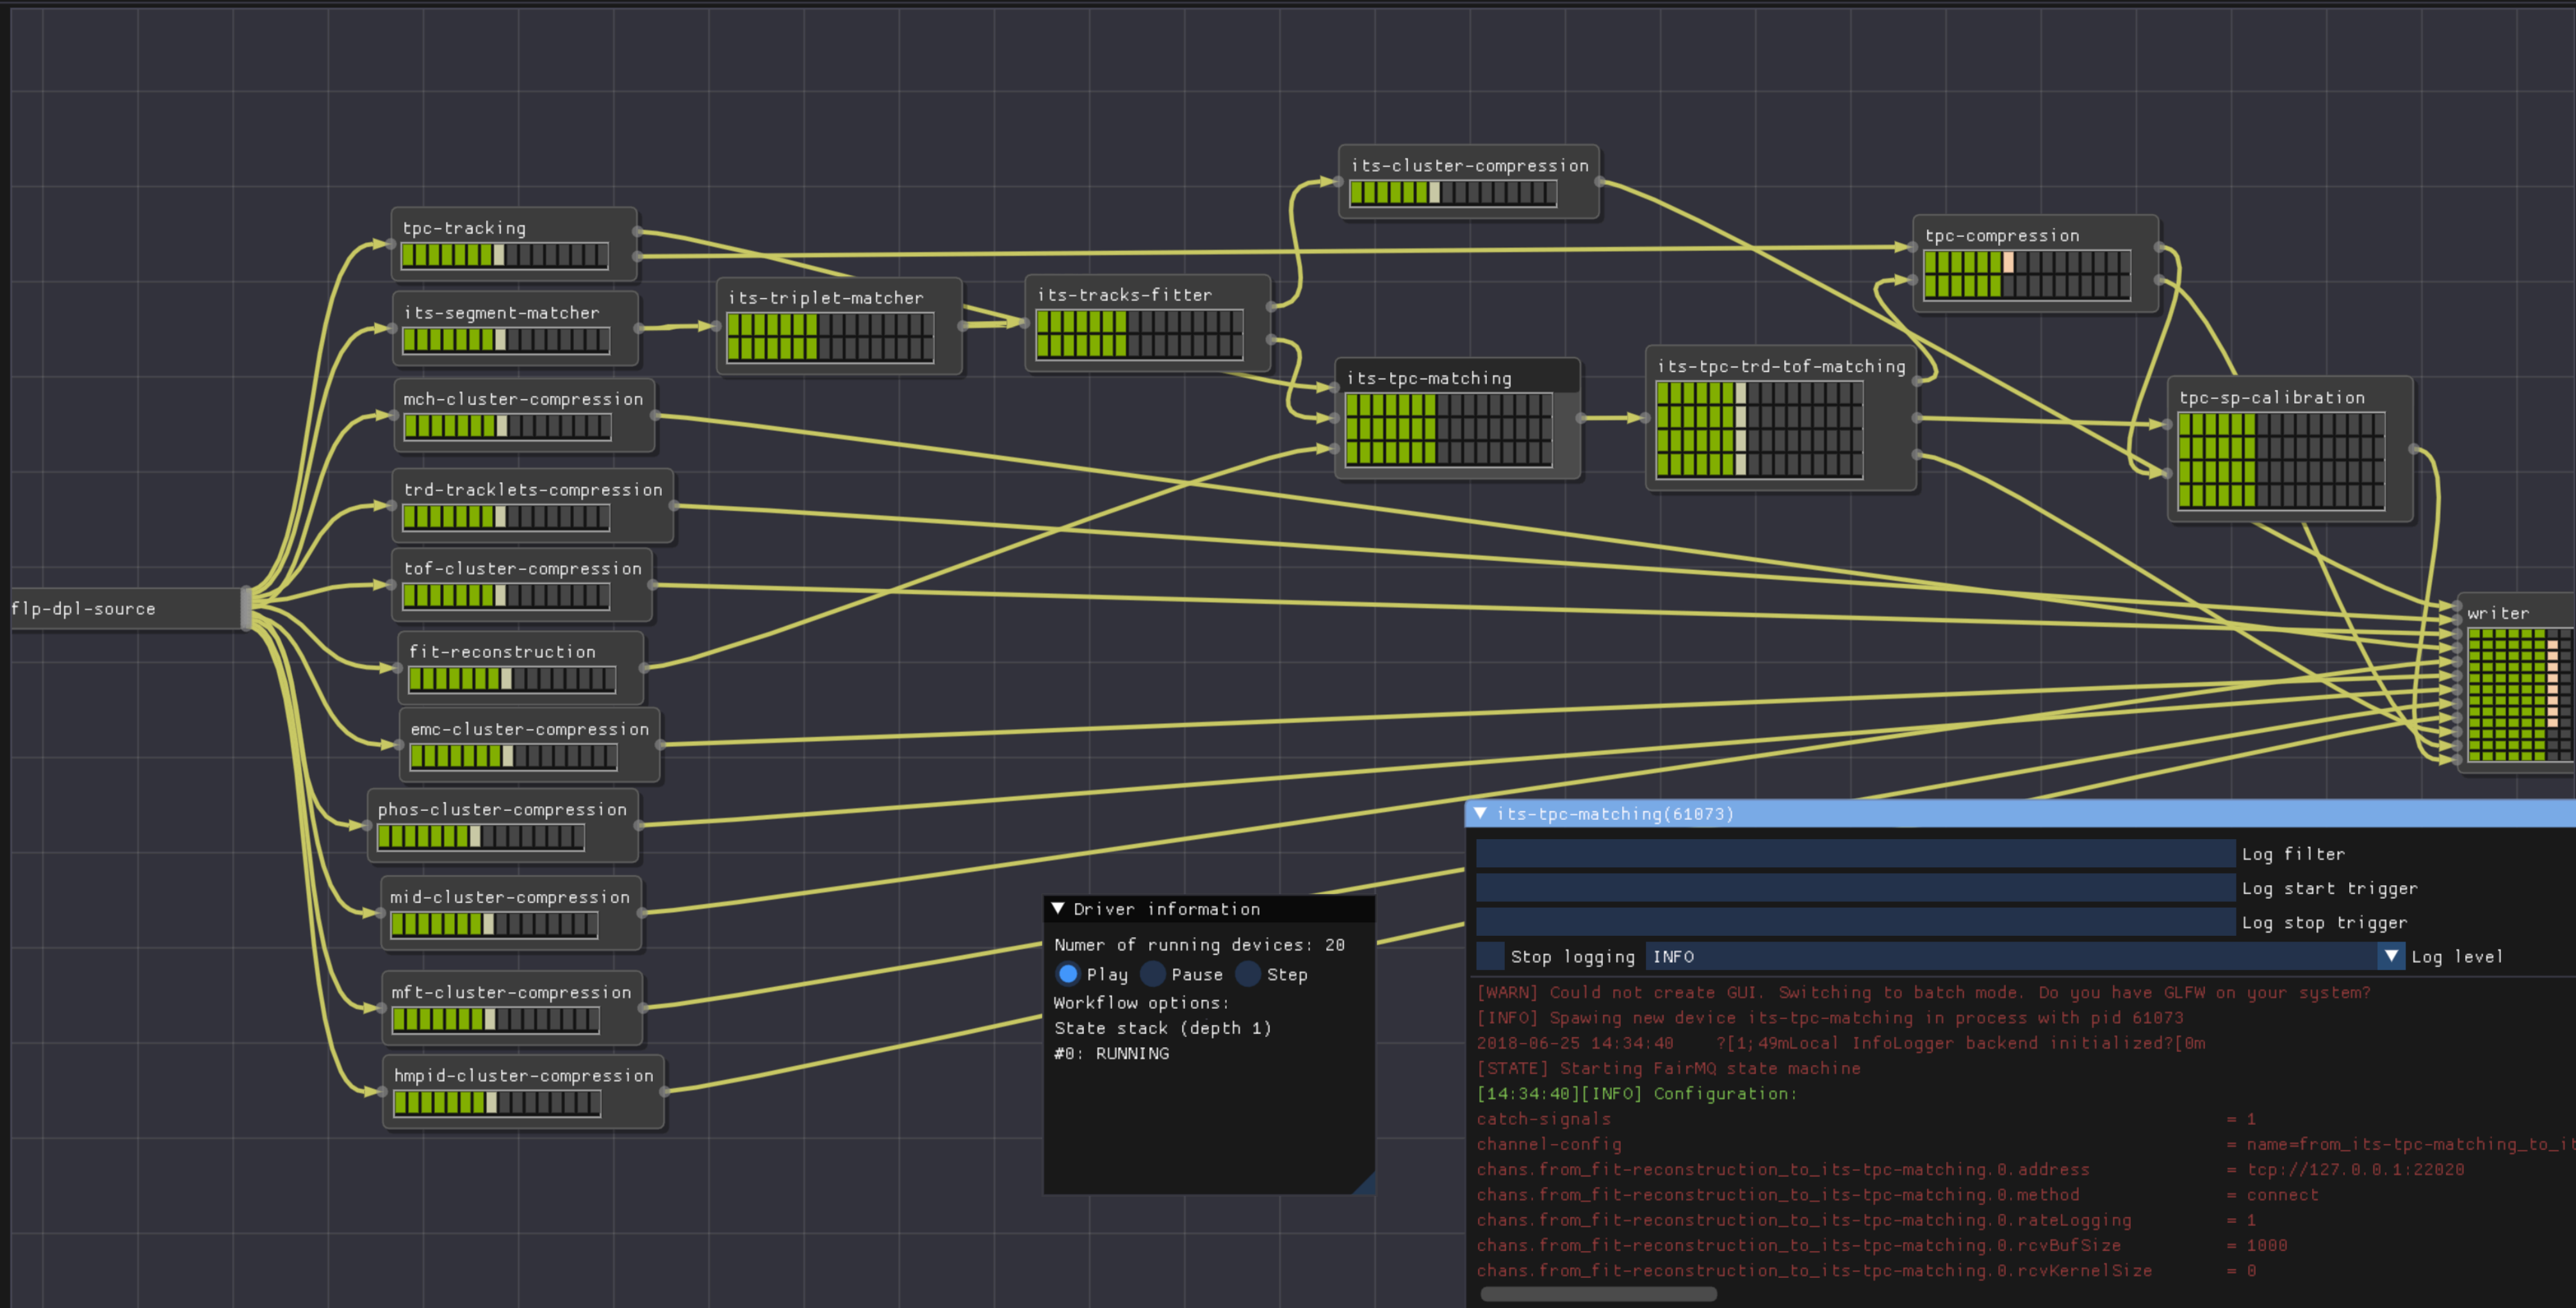 its-cluster-compression
tpc-tracking
tpc-compression
its-segment-matcher
its-triplet-matcher
its-tracks-fitter
its-tpc-matching
its-tpc-trd-tof-matching
tpc-sp-calibration
mch-cluster-compression
trd-tracklets-compression
tof-cluster-compression
flp-dpl-source
writer
fit-reconstruction
emc-cluster-compression
phos-cluster-compression
mid-cluster-compression
mft-cluster-compression
hmpid-cluster-compression
Driver information
Numer of running devices: 20
Play Pause Step
Workflow options:
State stack (depth 1)
#0: RUNNING
its-tpc-matching(61073)
Log filter
Log start trigger
Log stop trigger
Stop logging INFO Log level
[WARN] Could not create GUI. Switching to batch mode. Do you have GLFW on your system?
[INFO] Spawing new device its-tpc-matching in process with pid 61073
2018-06-25 14:34:40 ?[1;49mLocal InfoLogger backend initialized?[0m
[STATE] Starting FairMQ state machine
[14:34:40][INFO] Configuration:
catch-signals = 1
channel-config = name=from_its-tpc-matching_to_it
chans.from_fit-reconstruction_to_its-tpc-matching.0.address = tcp://127.0.0.1:22020
chans.from_fit-reconstruction_to_its-tpc-matching.0.method = connect
chans.from_fit-reconstruction_to_its-tpc-matching.0.rateLogging = 1
chans.from_fit-reconstruction_to_its-tpc-matching.0.rcvBufSize = 1000
chans.from_fit-reconstruction_to_its-tpc-matching.0.rcvKernelSize = 0